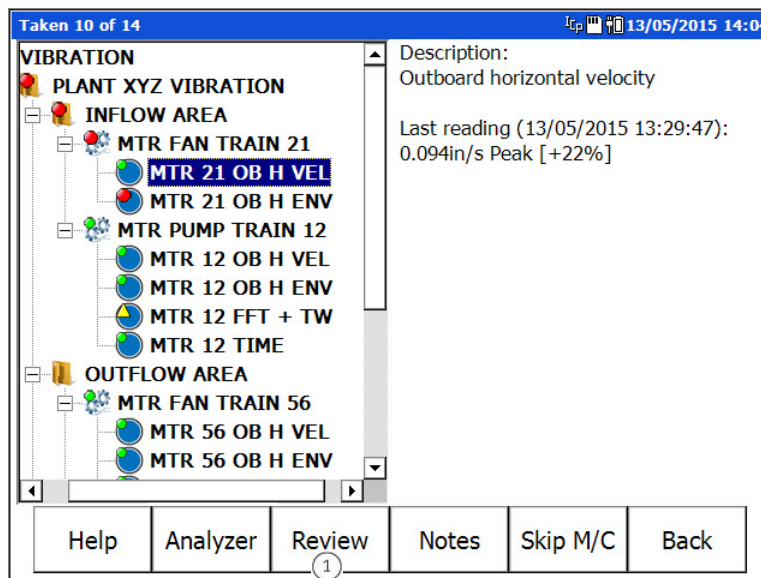 Taken 10 of 14
ICP 13/05/2015 14:04
VIBRATION
PLANT XYZ VIBRATION
INFLOW AREA
MTR FAN TRAIN 21
MTR 21 OB H VEL
MTR 21 OB H ENV
MTR PUMP TRAIN 12
MTR 12 OB H VEL
MTR 12 OB H ENV
MTR 12 FFT + TW
MTR 12 TIME
OUTFLOW AREA
MTR FAN TRAIN 56
MTR 56 OB H VEL
MTR 56 OB H ENV
Description:
Outboard horizontal velocity
Last reading (13/05/2015 13:29:47):
0.094in/s Peak [+22%]
Help
Analyzer
Review
Notes
Skip M/C
Back
1